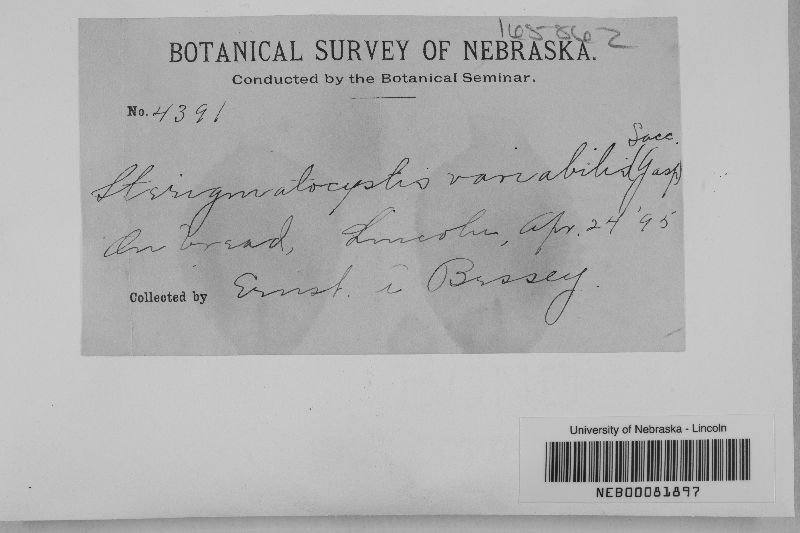 165862
BOTANICAL SURVEY OF NEBRASKA.
Conducted by the Botanical Seminar.
No. 4391
Sterigmatocystis variabilis (Gasp) Sacc.
On bread, Lincoln, Apr. 24 '95
Collected by Ernst. A Bessey.
University of Nebraska - Lincoln
NEB00081897